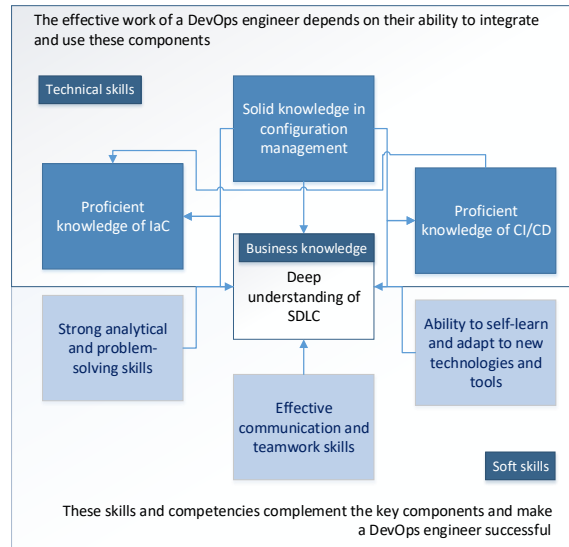 The effective work of a DevOps engineer depends on their ability to integrate
and use these components
Technical skills
Solid knowledge in
configuration
management
Proficient
knowledge of IaC
Proficient
knowledge of CI/CD
Business knowledge
Deep
understanding of
SDLC
Strong analytical
and problem-
solving skills
Ability to self-learn
and adapt to new
technologies and
tools
Effective
communication and
teamwork skills
Soft skills
These skills and competencies complement the key components and make
a DevOps engineer successful